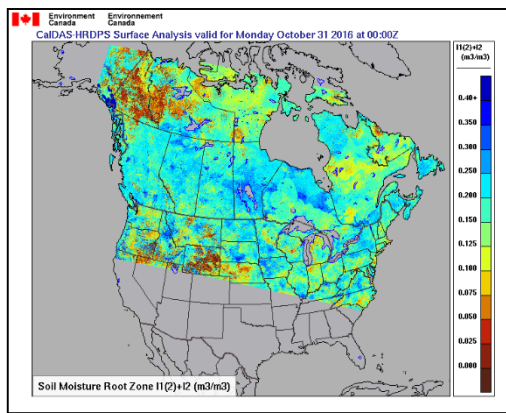 Environment Environnement
Canada Canada
CalDAS-HRDPS Surface Analysis valid for Monday October 31 2016 at 00:00Z
I1(2)+I2
(m3/m3)
0.40+
0.350
0.300
0.250
0.200
0.150
0.125
0.100
0.075
0.050
0.025
0.000
Soil Moisture Root Zone I1(2)+I2 (m3/m3)